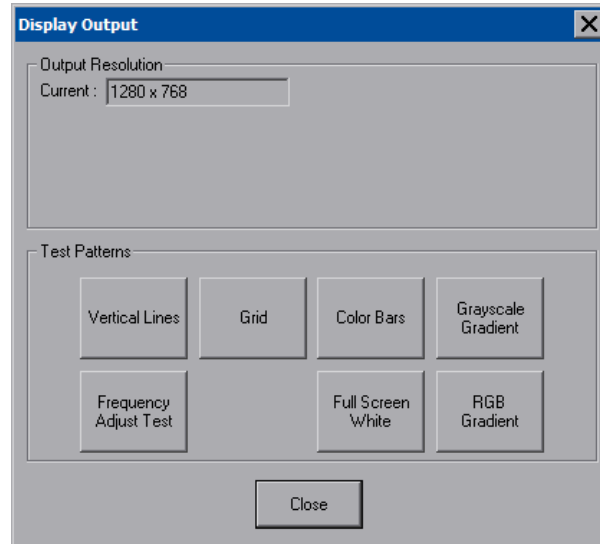 Display Output
Output Resolution
Current :
1280 x 768
Test Patterns
Vertical Lines
Grid
Color Bars
Grayscale
Gradient
Frequency
Adjust Test
Full Screen
White
RGB
Gradient
Close